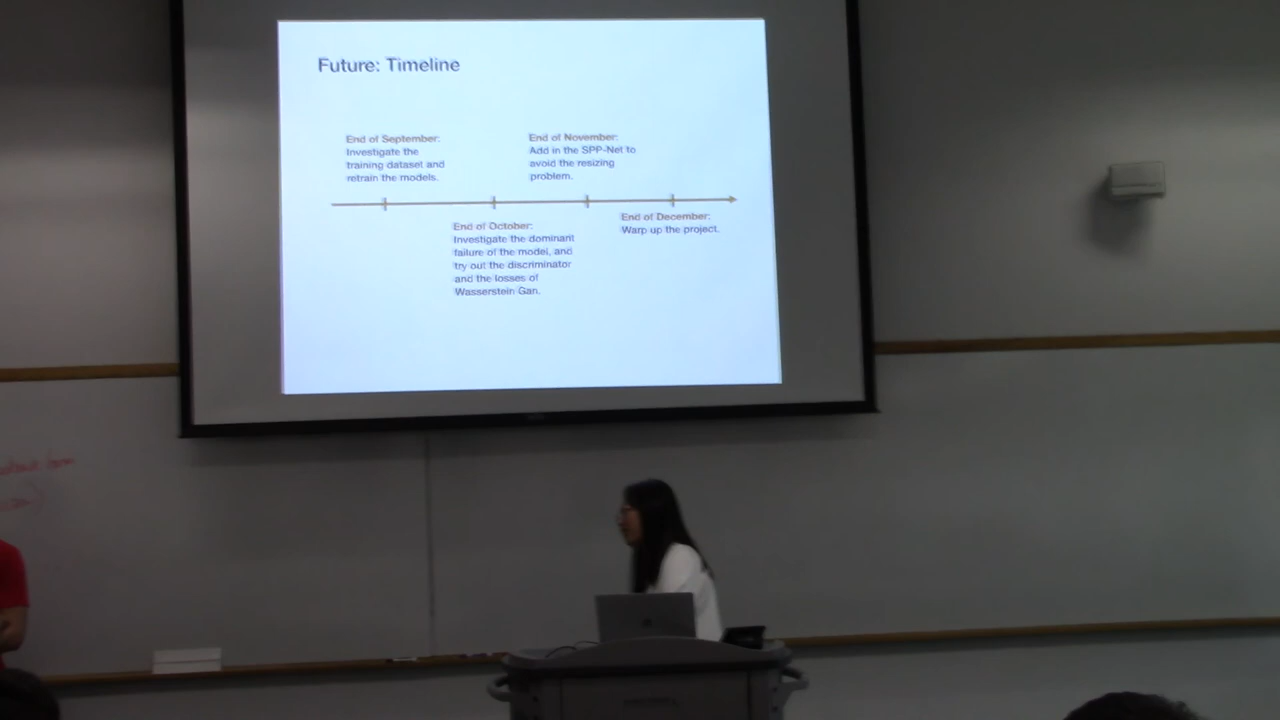 Future: Timeline
End of September:
Investigate the
training dataset and
retrain the models.
End of November:
Add in the SPP-Net to
avoid the resizing
problem.
End of October:
Investigate the dominant
failure of the model, and
try out the discriminator
and the losses of
Wasserstein Gan.
End of December:
Warp up the project.